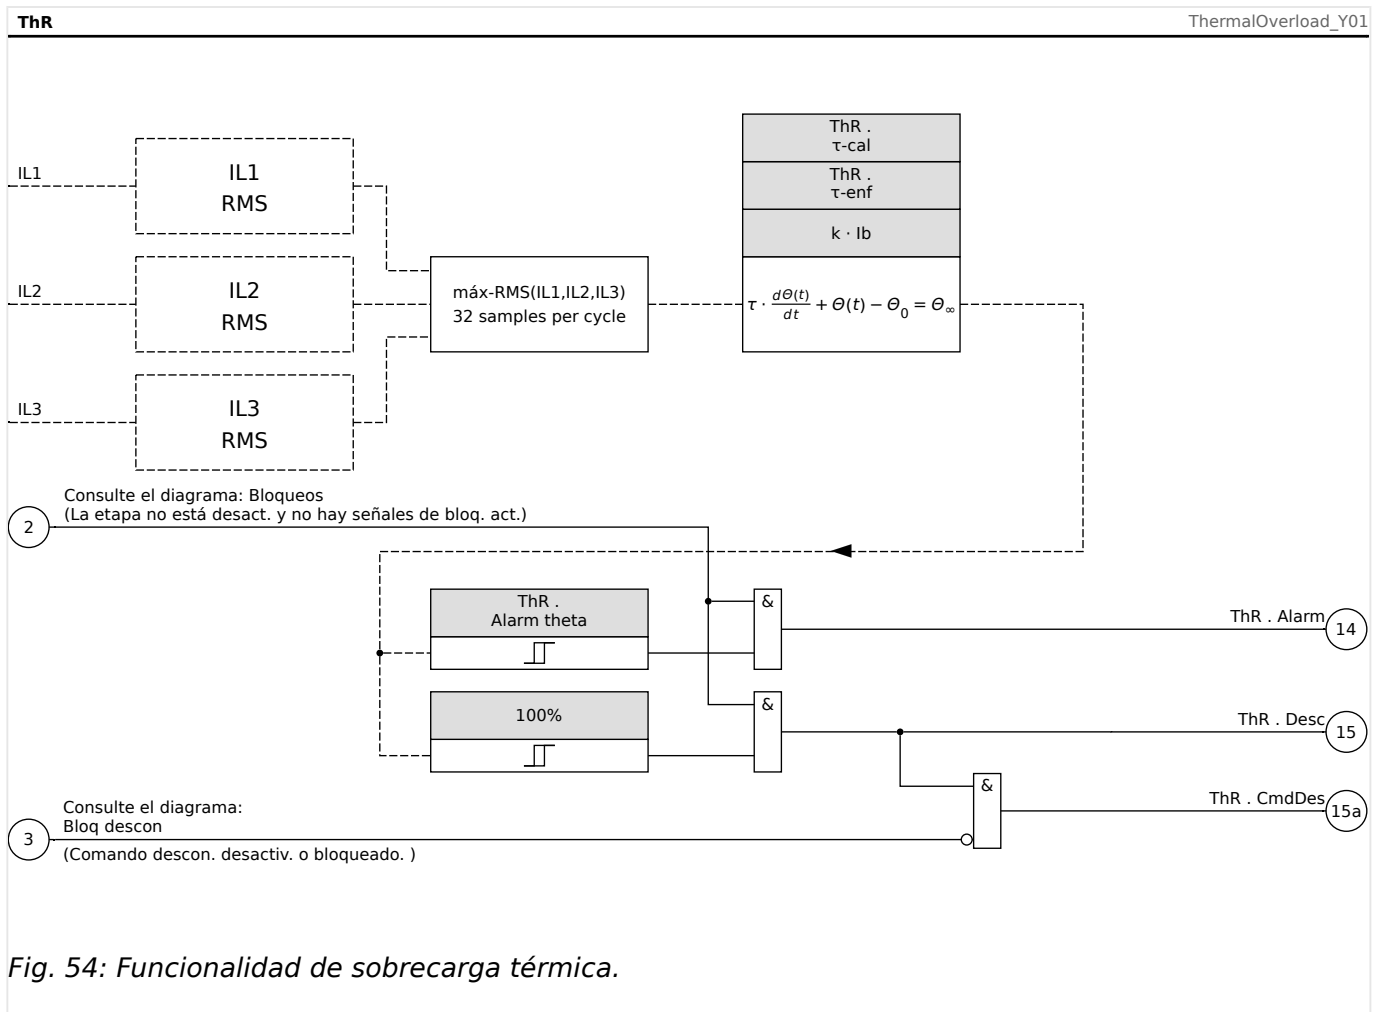 ThR
ThermalOverload_Y01
ThR .
τ-cal
ThR .
τ-enf
k · Ib
τ · dΘ(t)/dt + Θ(t) − Θ₀ = Θ∞
IL1
IL1
RMS
IL2
IL2
RMS
máx-RMS(IL1,IL2,IL3)
32 samples per cycle
IL3
IL3
RMS
Consulte el diagrama: Bloqueos
(La etapa no está desact. y no hay señales de bloq. act.)
2
ThR .
Alarm theta
&
ThR . Alarm
14
100%
&
ThR . Desc
15
&
ThR . CmdDes
15a
Consulte el diagrama:
Bloq descon
3
(Comando descon. desactiv. o bloqueado. )
Fig. 54: Funcionalidad de sobrecarga térmica.